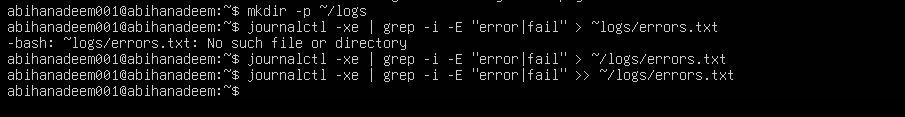 abihanadeem001@abihanadeem:~$ mkdir -p ~/logs
abihanadeem001@abihanadeem:~$ journalctl -xe | grep -i -E "error|fail" > ~logs/errors.txt
-bash: ~logs/errors.txt: No such file or directory
abihanadeem001@abihanadeem:~$ journalctl -xe | grep -i -E "error|fail" > ~/logs/errors.txt
abihanadeem001@abihanadeem:~$ journalctl -xe | grep -i -E "error|fail" >> ~/logs/errors.txt
abihanadeem001@abihanadeem:~$